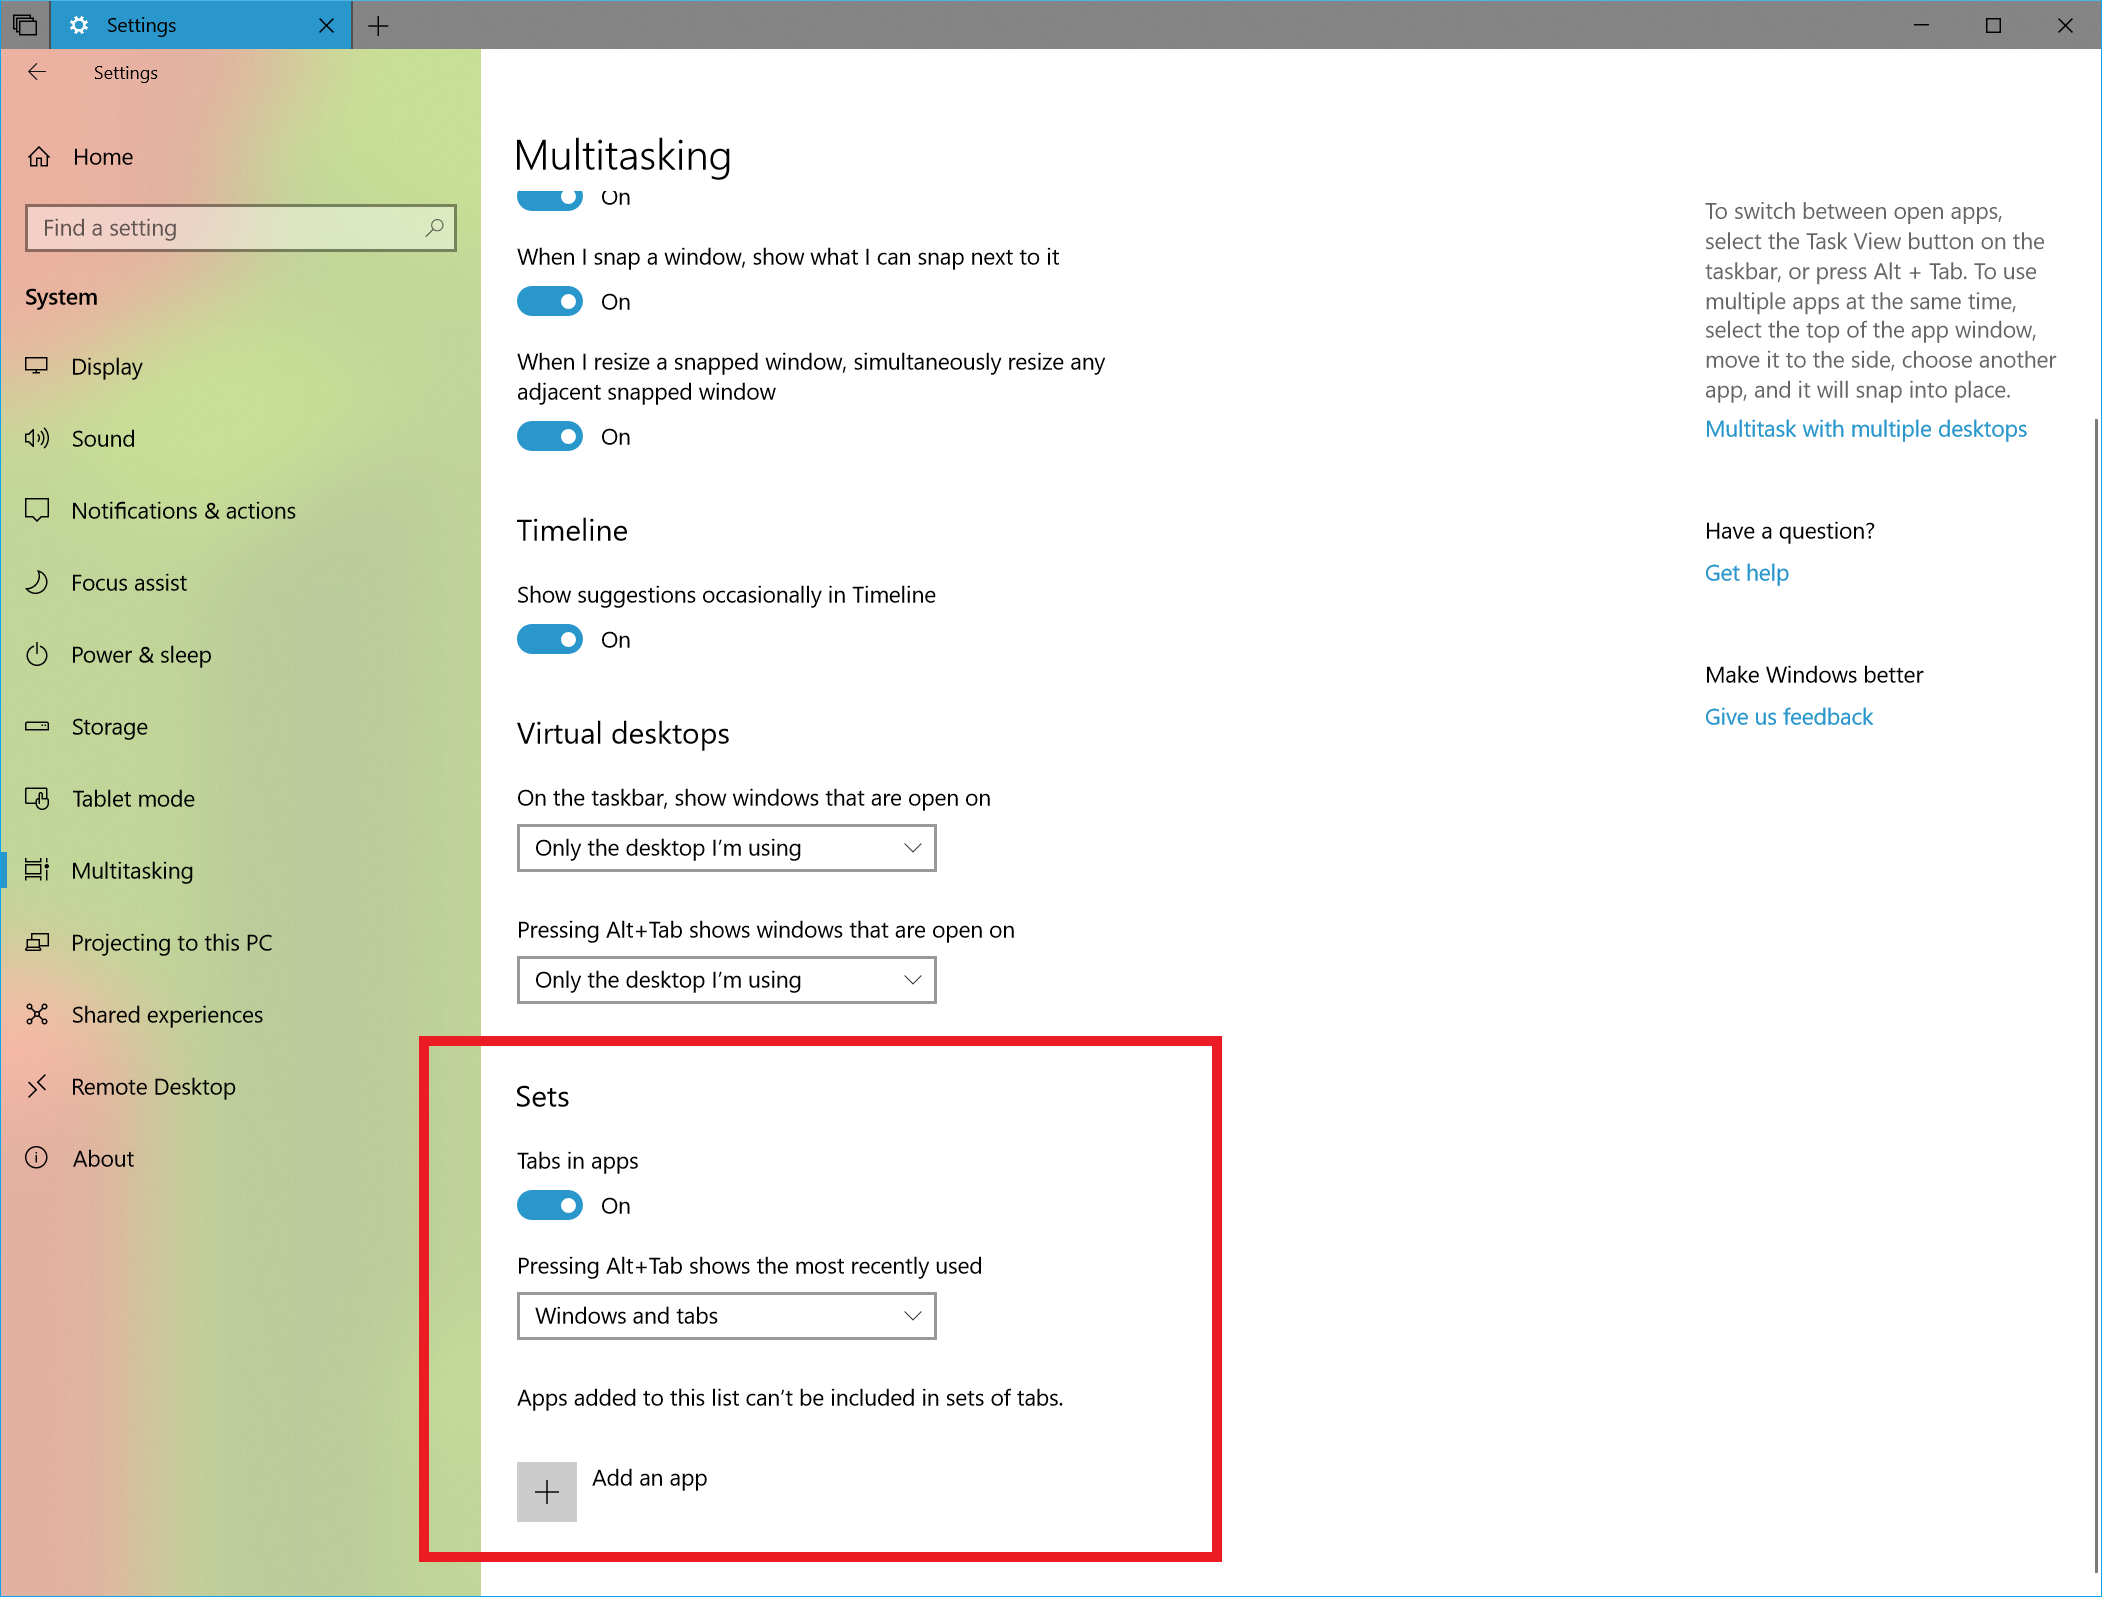 Settings
Settings
Home
Find a setting
System
Display
Sound
Notifications & actions
Focus assist
Power & sleep
Storage
Tablet mode
Multitasking
Projecting to this PC
Shared experiences
Remote Desktop
About
Multitasking
On
When I snap a window, show what I can snap next to it
On
When I resize a snapped window, simultaneously resize any
adjacent snapped window
On
Timeline
Show suggestions occasionally in Timeline
On
Virtual desktops
On the taskbar, show windows that are open on
Only the desktop I’m using
Pressing Alt+Tab shows windows that are open on
Only the desktop I’m using
Sets
Tabs in apps
On
Pressing Alt+Tab shows the most recently used
Windows and tabs
Apps added to this list can’t be included in sets of tabs.
Add an app
To switch between open apps,
select the Task View button on the
taskbar, or press Alt + Tab. To use
multiple apps at the same time,
select the top of the app window,
move it to the side, choose another
app, and it will snap into place.
Multitask with multiple desktops
Have a question?
Get help
Make Windows better
Give us feedback